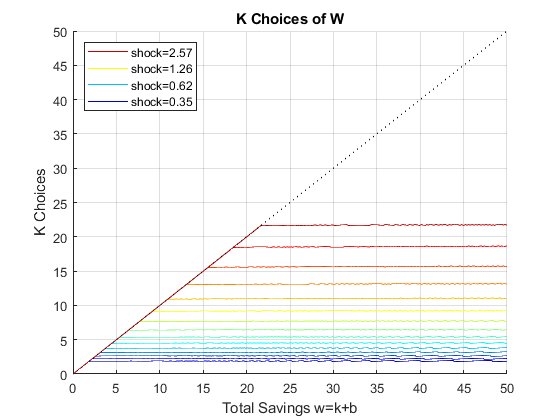 K Choices of W
shock=2.57
shock=1.26
shock=0.62
shock=0.35
K Choices
50
45
40
35
30
25
20
15
10
5
0
0 5 10 15 20 25 30 35 40 45 50
Total Savings w=k+b